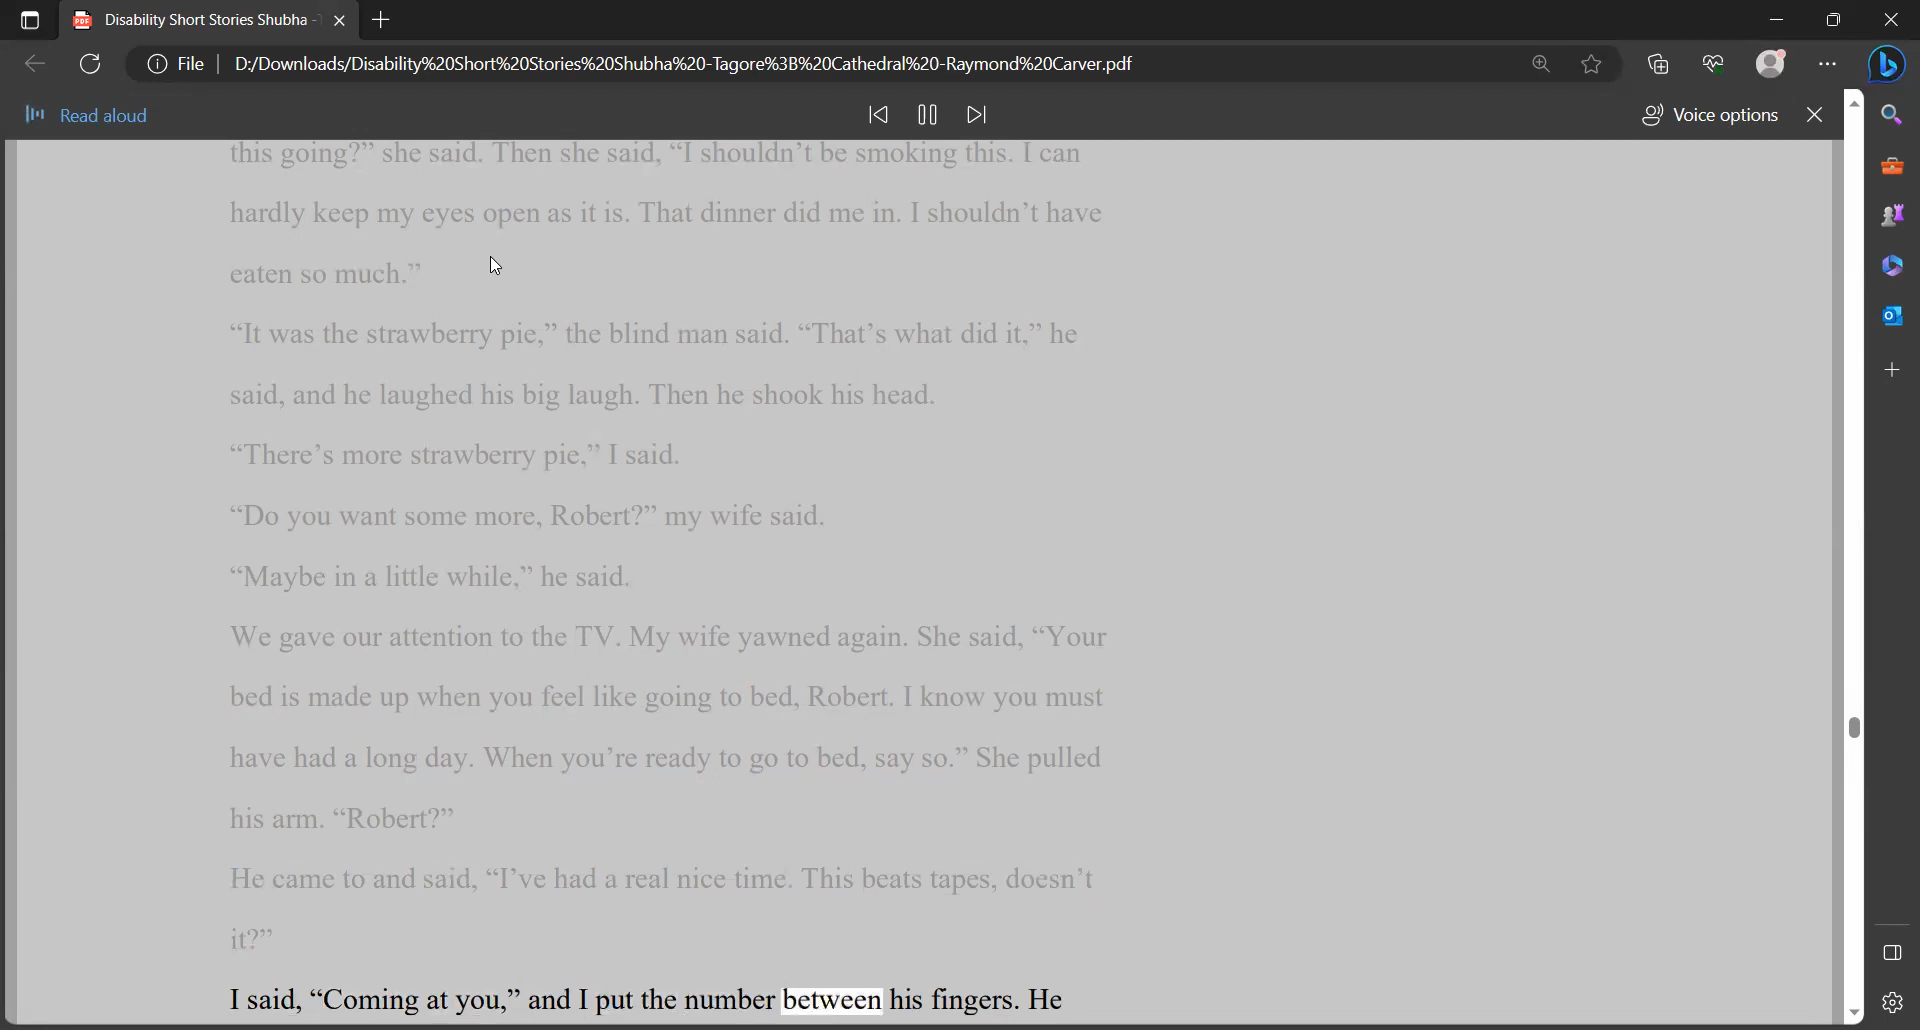 Disability Short Stories Shubha -
File
D:/Downloads/Disability%20Short%20Stories%20Shubha%20-Tagore%3B%20Cathedral%20-Raymond%20Carver.pdf
Read aloud
Voice options
this going?” she said. Then she said, “I shouldn’t be smoking this. I can
hardly keep my eyes open as it is. That dinner did me in. I shouldn’t have
eaten so much.”
“It was the strawberry pie,” the blind man said. “That’s what did it,” he
said, and he laughed his big laugh. Then he shook his head.
“There’s more strawberry pie,” I said.
“Do you want some more, Robert?” my wife said.
“Maybe in a little while,” he said.
We gave our attention to the TV. My wife yawned again. She said, “Your
bed is made up when you feel like going to bed, Robert. I know you must
have had a long day. When you’re ready to go to bed, say so.” She pulled
his arm. “Robert?”
He came to and said, “I’ve had a real nice time. This beats tapes, doesn’t
it?”
I said, “Coming at you,” and I put the number between his fingers. He